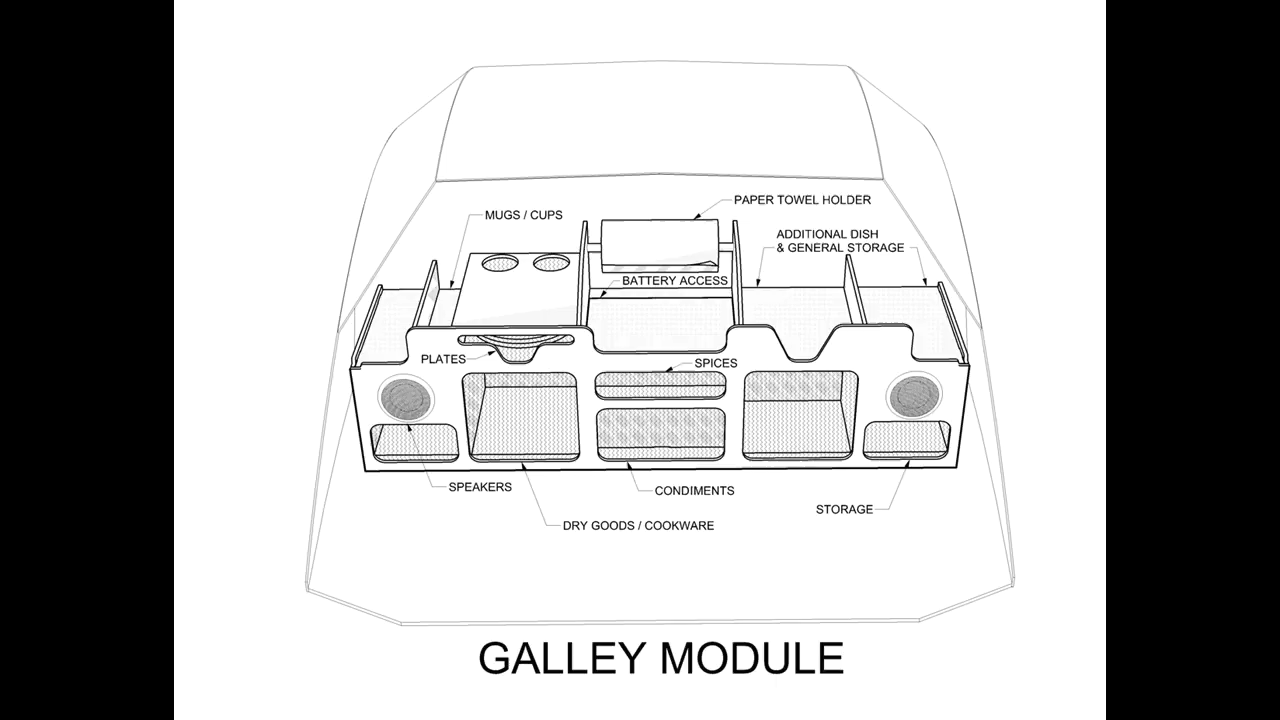 PAPER TOWEL HOLDER
MUGS / CUPS
ADDITIONAL DISH
& GENERAL STORAGE
BATTERY ACCESS
PLATES
SPICES
SPEAKERS
CONDIMENTS
STORAGE
DRY GOODS / COOKWARE
GALLEY MODULE